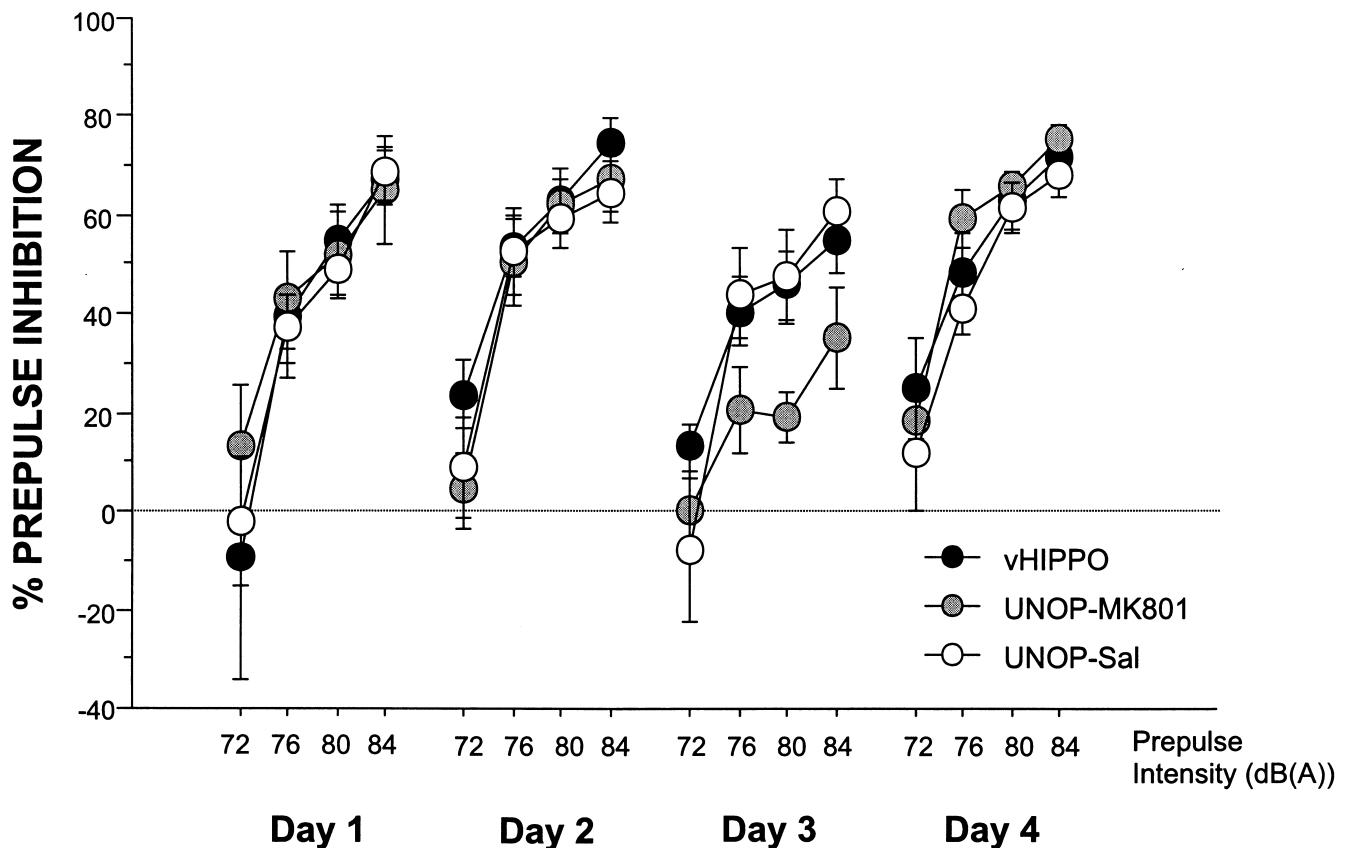 % PREPULSE INHIBITION
100
80
60
40
20
0
-20
-40
vHIPPO
UNOP-MK801
UNOP-Sal
72 76 80 84 72 76 80 84 72 76 80 84 72 76 80 84
Prepulse
Intensity (dB(A))
Day 1 Day 2 Day 3 Day 4